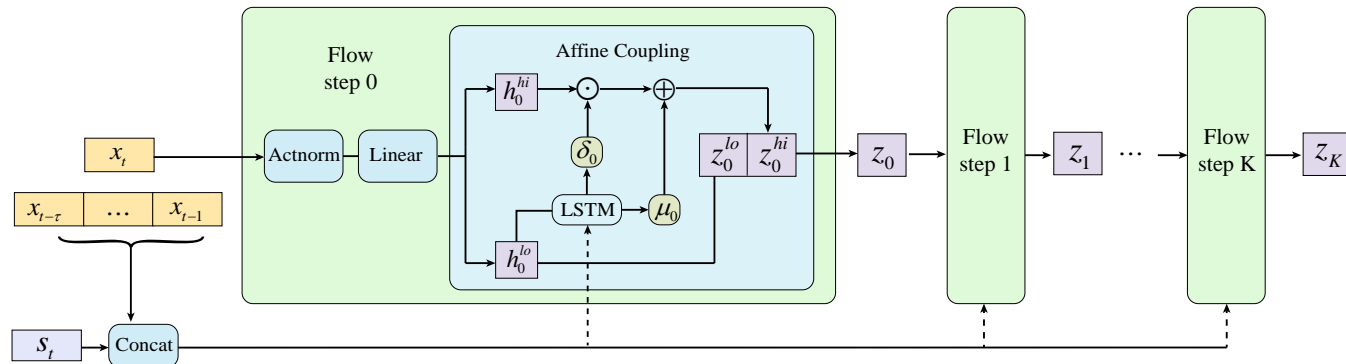 Flow
step 0
Affine Coupling
h_0^{hi}
⊙
⊕
x_t
Actnorm
Linear
δ_0
z_0^{lo} z_0^{hi}
z_0
Flow
step 1
z_1
...
Flow
step K
z_K
x_{t-τ} ... x_{t-1}
LSTM
μ_0
h_0^{lo}
s_t
Concat